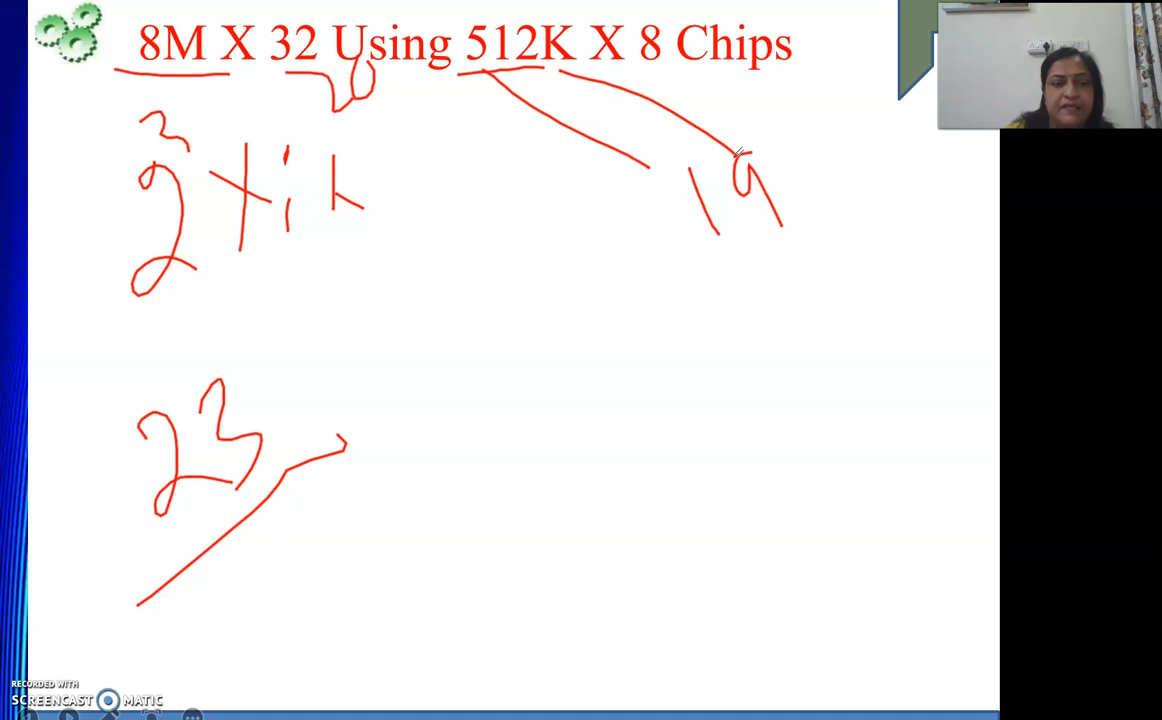 8M X 32 Using 512K X 8 Chips
20
2 3 X
19
23
RECORDED WITH
SCREENCAST MATIC